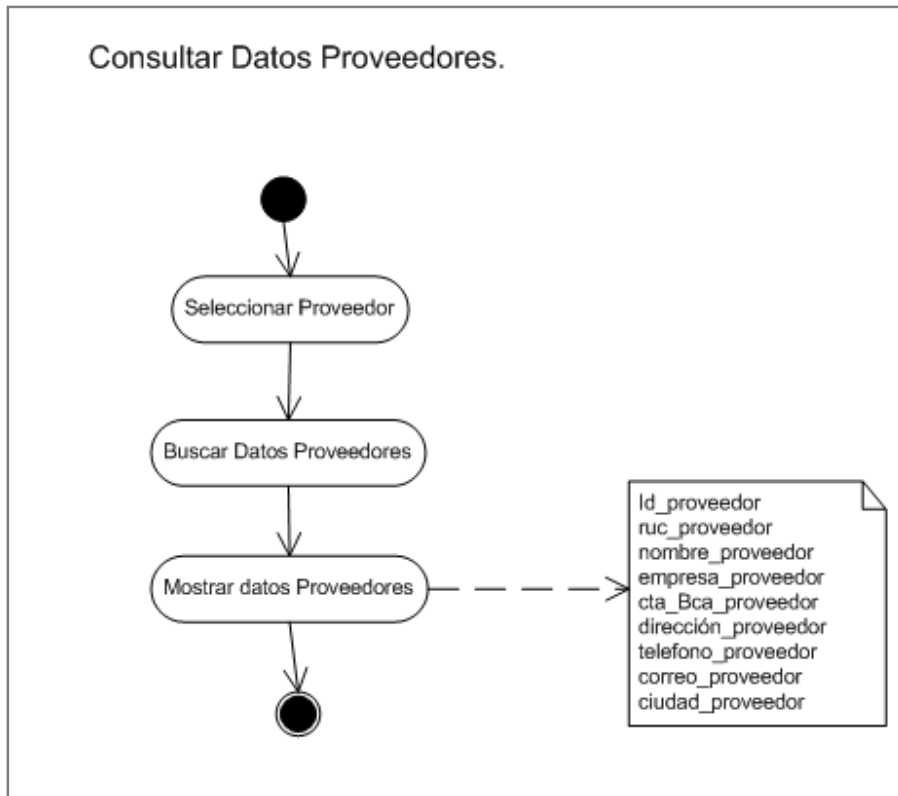 Consultar Datos Proveedores.
Seleccionar Proveedor
Buscar Datos Proveedores
Mostrar datos Proveedores
Id_proveedor
ruc_proveedor
nombre_proveedor
empresa_proveedor
cta_Bca_proveedor
dirección_proveedor
telefono_proveedor
correo_proveedor
ciudad_proveedor